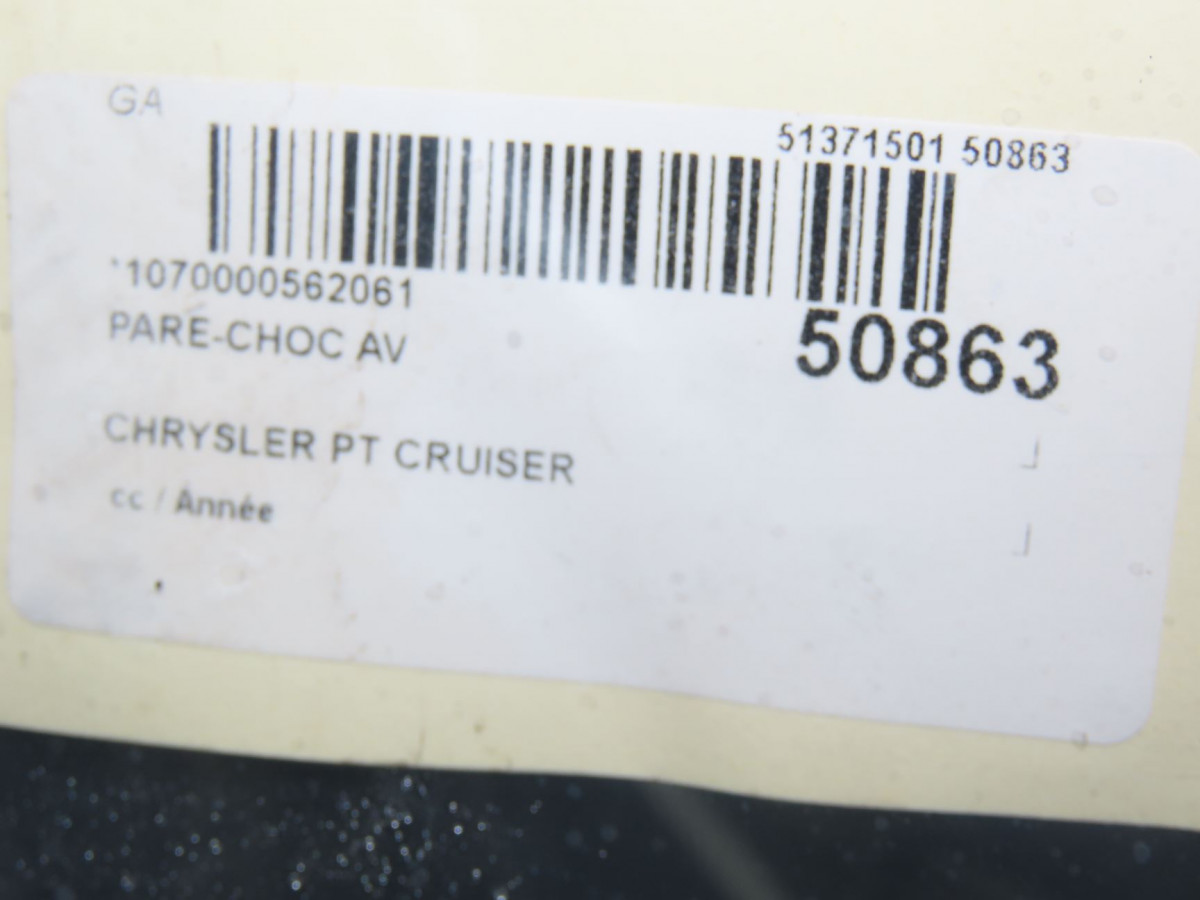 GA
51371501 50863
*1070000562061
50863
PARE-CHOC AV
CHRYSLER PT CRUISER
cc / Année